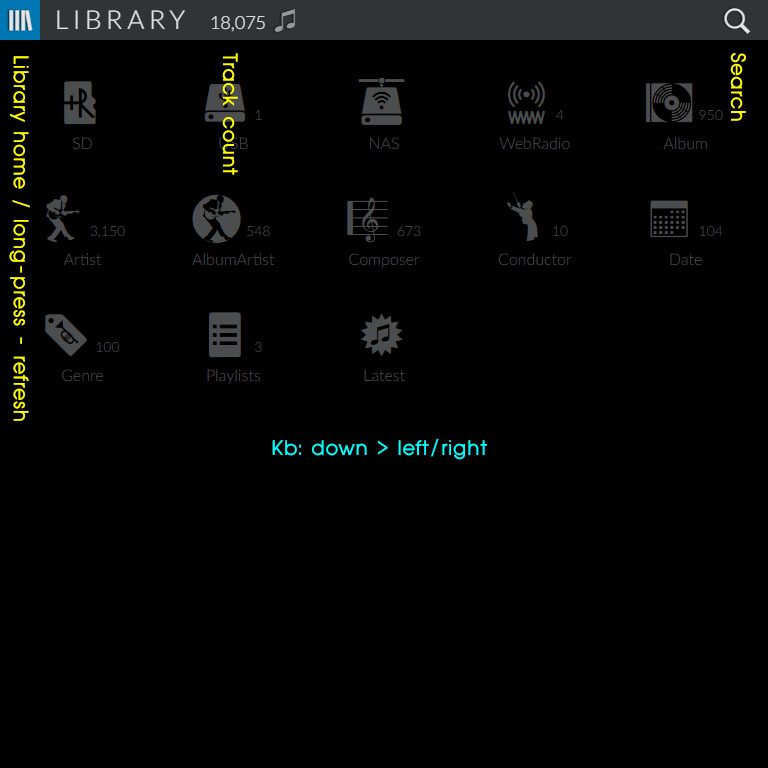 LIBRARY 18,075
Library home / long-press - refresh
Track count
Search
+R
1
4
950
SD
USB
NAS
WWW
WebRadio
Album
3,150
548
673
10
104
Artist
AlbumArtist
Composer
Conductor
Date
100
3
Genre
Playlists
Latest
Kb: down > left/right